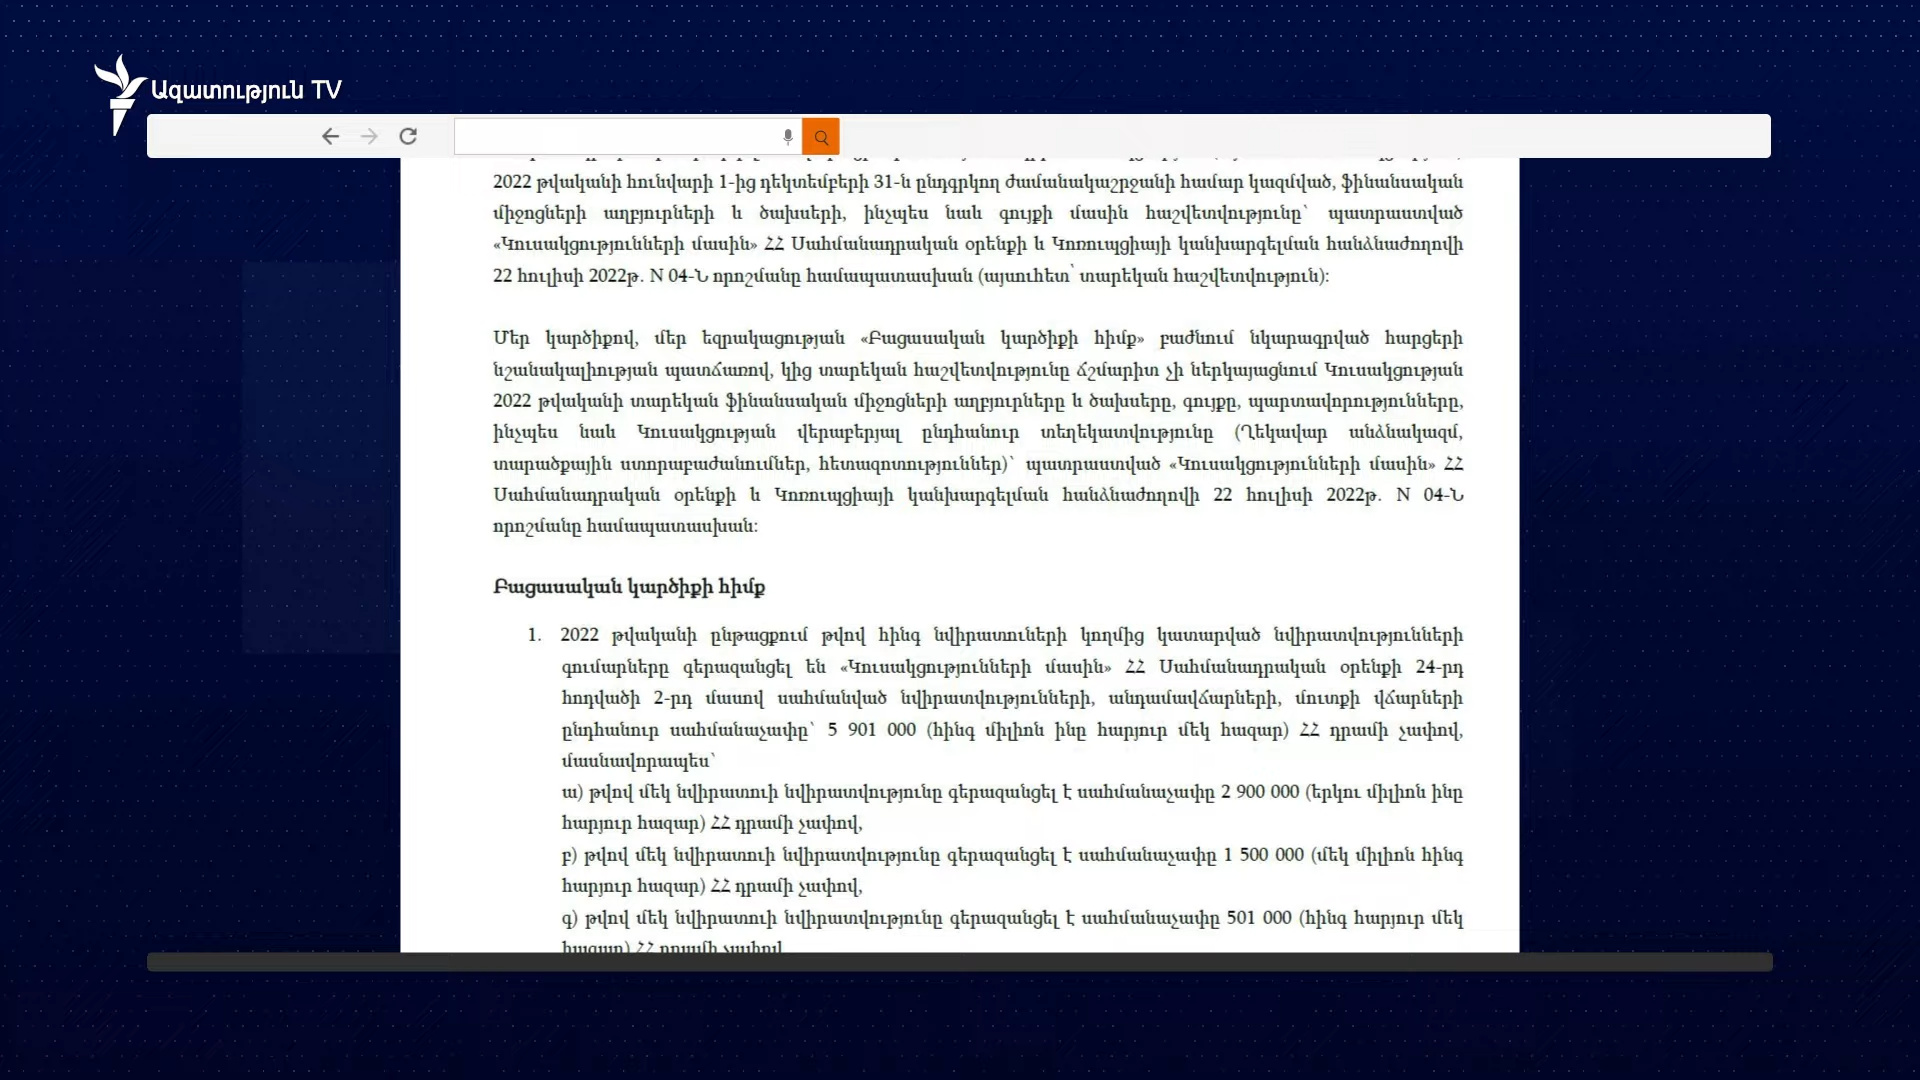 Ազատություն TV
2022 թվականի հունվարի 1-ից դեկտեմբերի 31-ն ընդգրկող ժամանակաշրջանի համար կազմված, ֆինանսական
միջոցների աղբյուրների և ծախսերի, ինչպես նաև գույքի մասին հաշվետվությունը՝ պատրաստված
«Կուսակցությունների մասին» ՀՀ Սահմանադրական օրենքի և Կոռուպցիայի կանխարգելման հանձնաժողովի
22 հուլիսի 2022թ. N 04-Ն որոշմանը համապատասխան (այսուհետ՝ տարեկան հաշվետվություն):
Մեր կարծիքով, մեր եզրակացության «Բացասական կարծիքի հիմք» բաժնում նկարագրված հարցերի
նշանակալիության պատճառով, կից տարեկան հաշվետվությունը ճշմարիտ չի ներկայացնում Կուսակցության
2022 թվականի տարեկան ֆինանսական միջոցների աղբյուրները և ծախսերը, գույքը, պարտավորությունները,
ինչպես նաև Կուսակցության վերաբերյալ ընդհանուր տեղեկատվությունը (Ղեկավար անձնակազմ,
տարածքային ստորաբաժանումներ, հետազոտություններ)՝ պատրաստված «Կուսակցությունների մասին» ՀՀ
Սահմանադրական օրենքի և Կոռուպցիայի կանխարգելման հանձնաժողովի 22 հուլիսի 2022թ. N 04-Ն
որոշմանը համապատասխան:
Բացասական կարծիքի հիմք
1. 2022 թվականի ընթացքում թվով հինգ նվիրատուների կողմից կատարված նվիրատվությունների
գումարները գերազանցել են «Կուսակցությունների մասին» ՀՀ Սահմանադրական օրենքի 24-րդ
հոդվածի 2-րդ մասով սահմանված նվիրատվությունների, անդամավճարների, մուտքի վճարների
ընդհանուր սահմանաչափը՝ 5 901 000 (հինգ միլիոն ինը հարյուր մեկ հազար) ՀՀ դրամի չափով,
մասնավորապես՝
ա) թվով մեկ նվիրատուի նվիրատվությունը գերազանցել է սահմանաչափը 2 900 000 (երկու միլիոն ինը
հարյուր հազար) ՀՀ դրամի չափով,
բ) թվով մեկ նվիրատուի նվիրատվությունը գերազանցել է սահմանաչափը 1 500 000 (մեկ միլիոն հինգ
հարյուր հազար) ՀՀ դրամի չափով,
գ) թվով մեկ նվիրատուի նվիրատվությունը գերազանցել է սահմանաչափը 501 000 (հինգ հարյուր մեկ
հազար) ՀՀ դրամի չափով